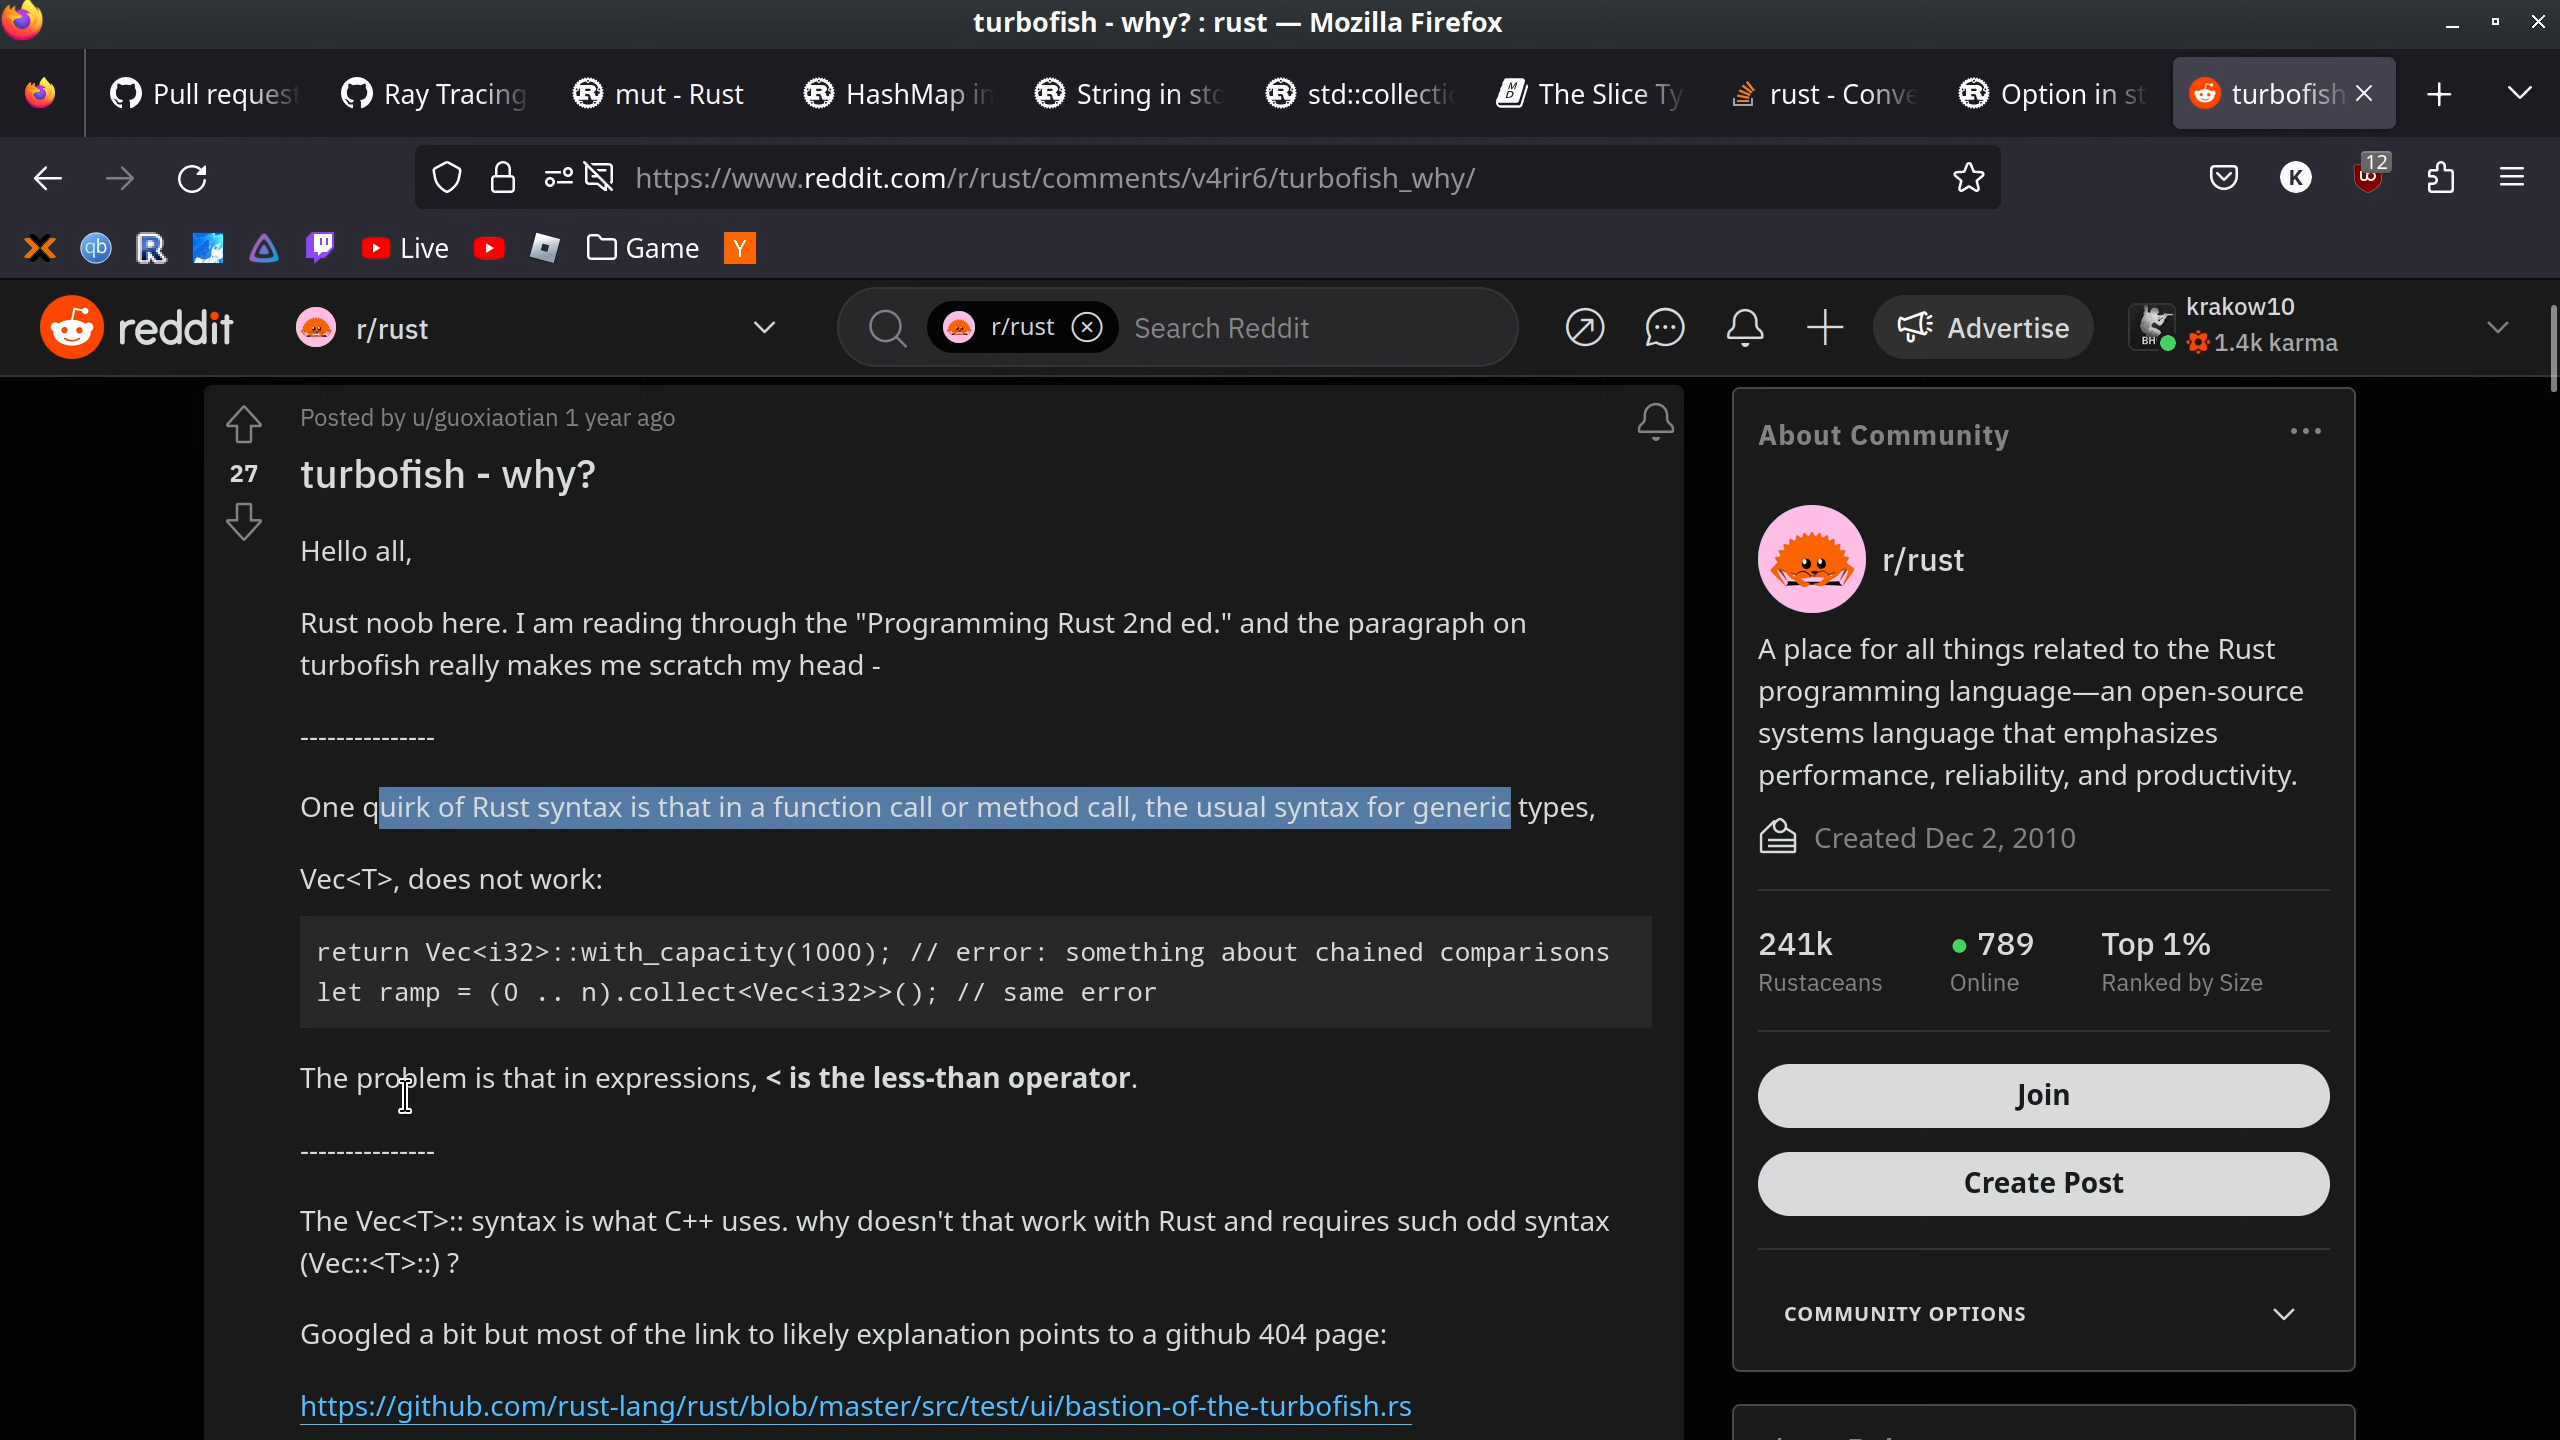 turbofish - why? : rust — Mozilla Firefox
Pull request
Ray Tracing
mut - Rust
HashMap in
String in std
std::collectio
The Slice Ty
rust - Conve
Option in st
turbofish
https://www.reddit.com/r/rust/comments/v4rir6/turbofish_why/
K
12
qb
R
Live
Game
Y
reddit
r/rust
r/rust
Search Reddit
Advertise
BH
krakow10
1.4k karma
Posted by u/guoxiaotian 1 year ago
27
turbofish - why?
Hello all,
Rust noob here. I am reading through the "Programming Rust 2nd ed." and the paragraph on
turbofish really makes me scratch my head -
---------------
One quirk of Rust syntax is that in a function call or method call, the usual syntax for generic types,
Vec<T>, does not work:
return Vec<i32>::with_capacity(1000); // error: something about chained comparisons
let ramp = (0 .. n).collect<Vec<i32>>(); // same error
The problem is that in expressions, < is the less-than operator.
---------------
The Vec<T>:: syntax is what C++ uses. why doesn't that work with Rust and requires such odd syntax
(Vec::<T>::) ?
Googled a bit but most of the link to likely explanation points to a github 404 page:
https://github.com/rust-lang/rust/blob/master/src/test/ui/bastion-of-the-turbofish.rs
About Community
r/rust
A place for all things related to the Rust
programming language—an open-source
systems language that emphasizes
performance, reliability, and productivity.
Created Dec 2, 2010
241k
Rustaceans
789
Online
Top 1%
Ranked by Size
Join
Create Post
COMMUNITY OPTIONS